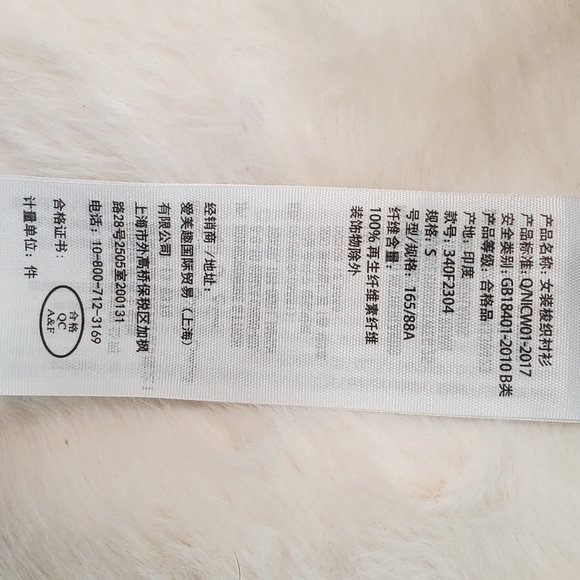 产品名称：女装梭织衬衫
产品标准：Q/NICW01-2017
安全类别：GB18401-2010 B类
产品等级：合格品
产地：印度
款号：340F2304
规格：S
号型/规格：165/88A
纤维含量：
100% 再生纤维素纤维
装饰物除外
经销商 /地址：
爱芙趣国际贸易（上海）
有限公司
上海市外高桥保税区加枫
路28号2505室200131
电话：10-800-712-3169
合格证书：
合格
QC
A&F
计量单位：件